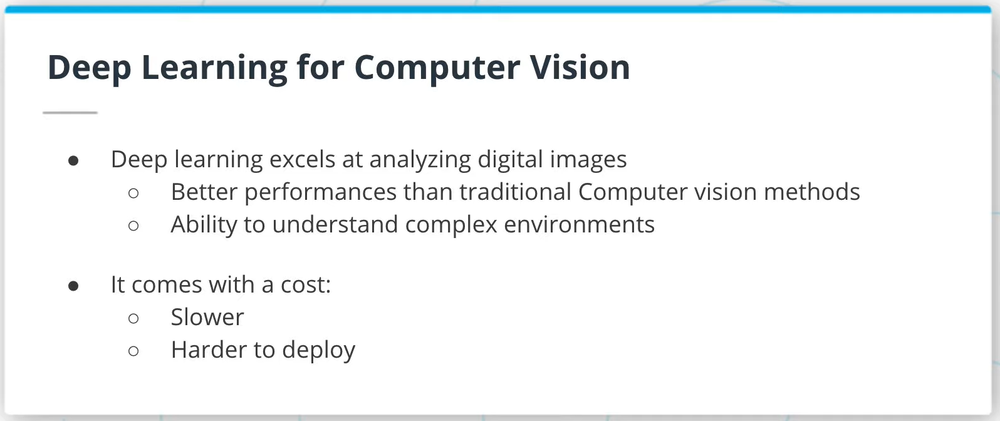 Deep Learning for Computer Vision
● Deep learning excels at analyzing digital images
○ Better performances than traditional Computer vision methods
○ Ability to understand complex environments
● It comes with a cost:
○ Slower
○ Harder to deploy